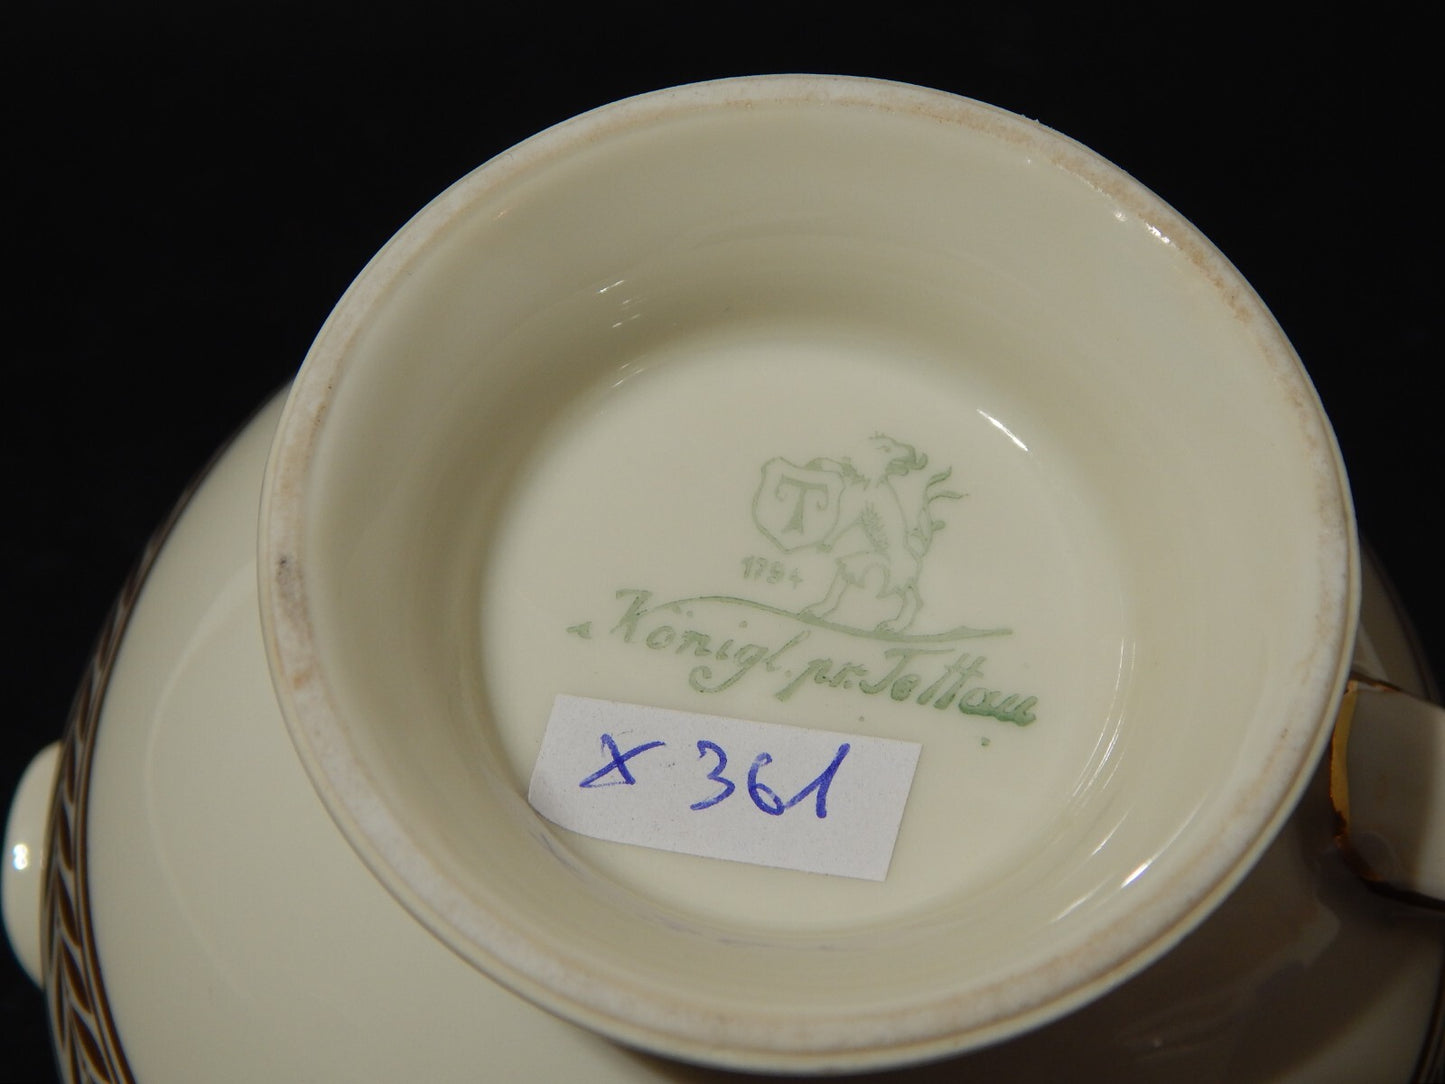 T
1794
Königl. pr. Tettau
x 361